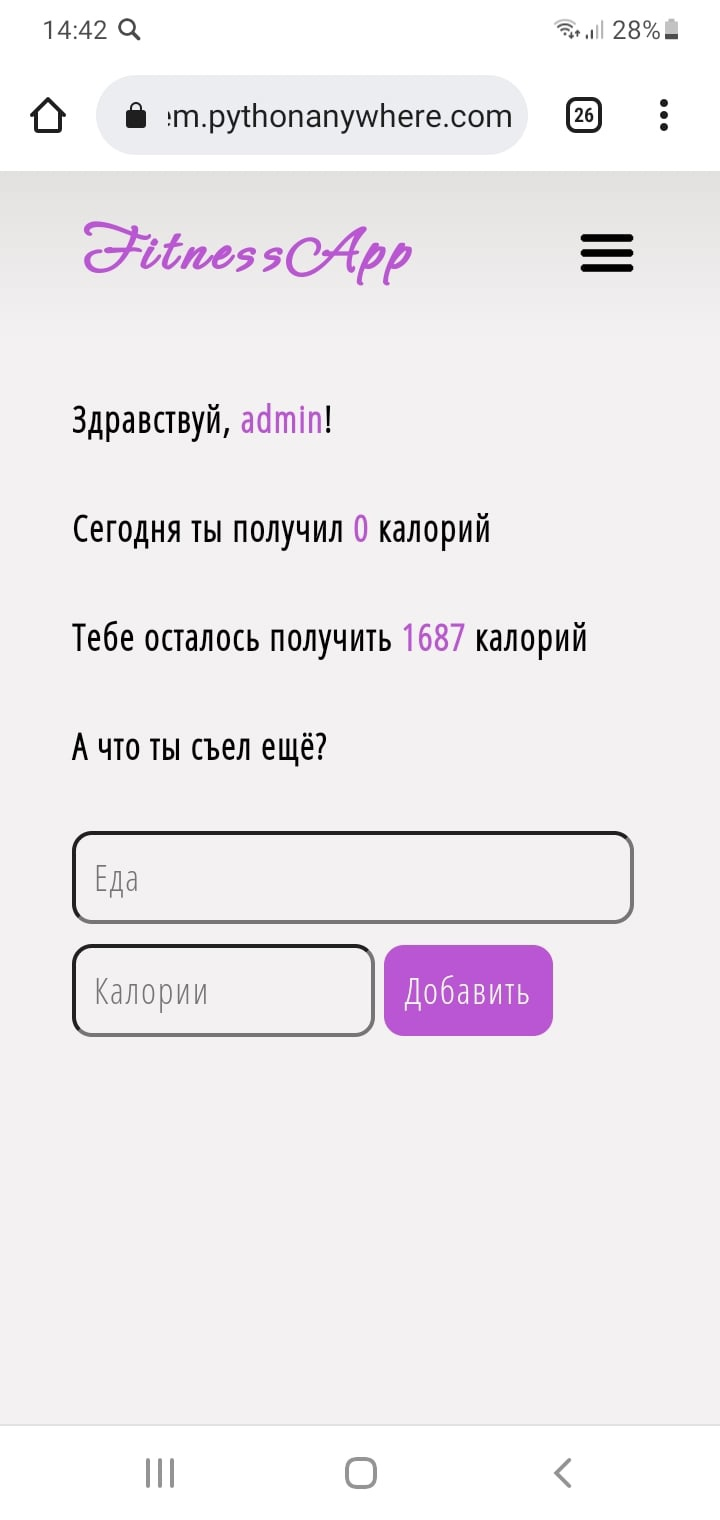 14:42 28%
em.pythonanywhere.com 26
FitnessApp
Здравствуй, admin!
Сегодня ты получил 0 калорий
Тебе осталось получить 1687 калорий
А что ты съел ещё?
Еда
Калории Добавить